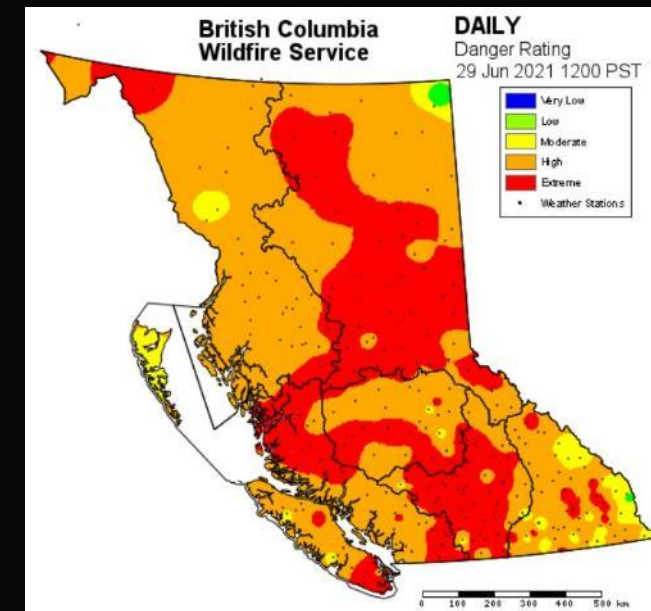 British Columbia
Wildfire Service
DAILY
Danger Rating
29 Jun 2021 1200 PST
Very Low
Low
Moderate
High
Extreme
Weather Stations
0 100 200 300 400 500 km